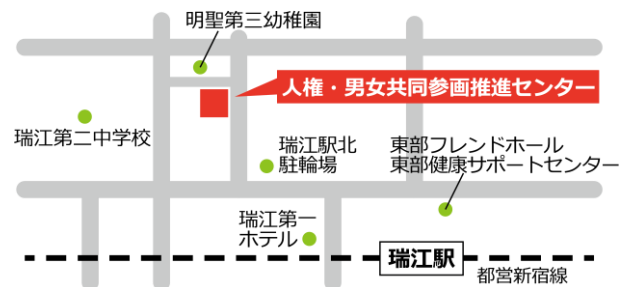 明聖第三幼稚園
人権・男女共同参画推進センター
瑞江第二中学校
瑞江駅北
駐輪場
東部フレンドホール
東部健康サポートセンター
瑞江第一
ホテル
瑞江駅
都営新宿線